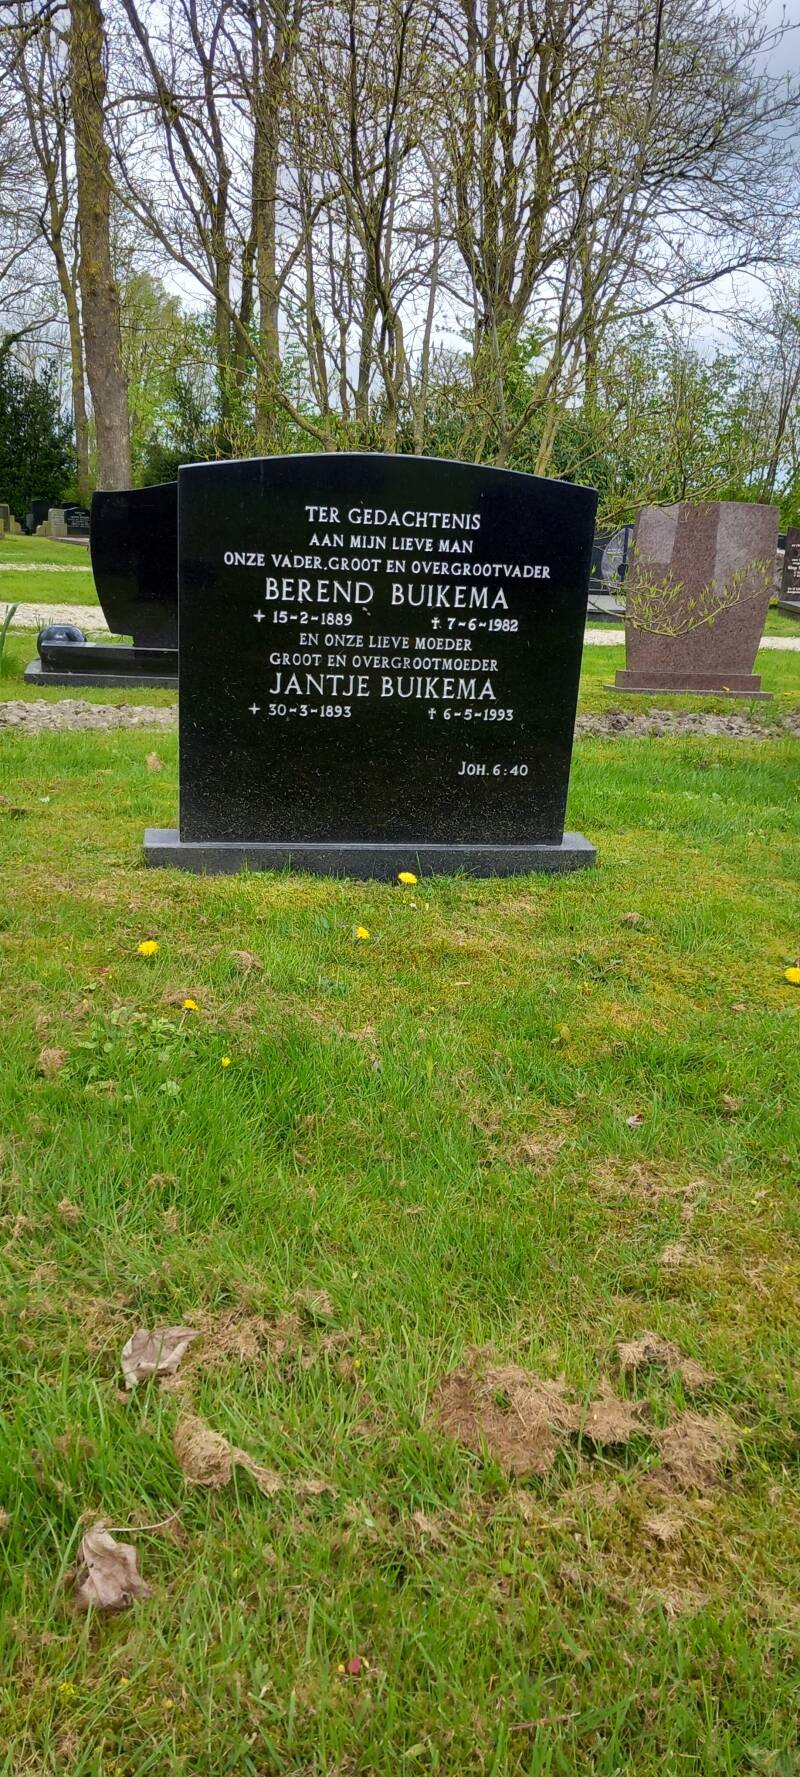 TER GEDACHTENIS
AAN MIJN LIEVE MAN
ONZE VADER, GROOT EN OVERGROOTVADER
BEREND BUIKEMA
+ 15-2-1889 † 7-6-1982
EN ONZE LIEVE MOEDER
GROOT EN OVERGROOTMOEDER
JANTJE BUIKEMA
+ 30-3-1893 † 6-5-1993
JOH. 6:40